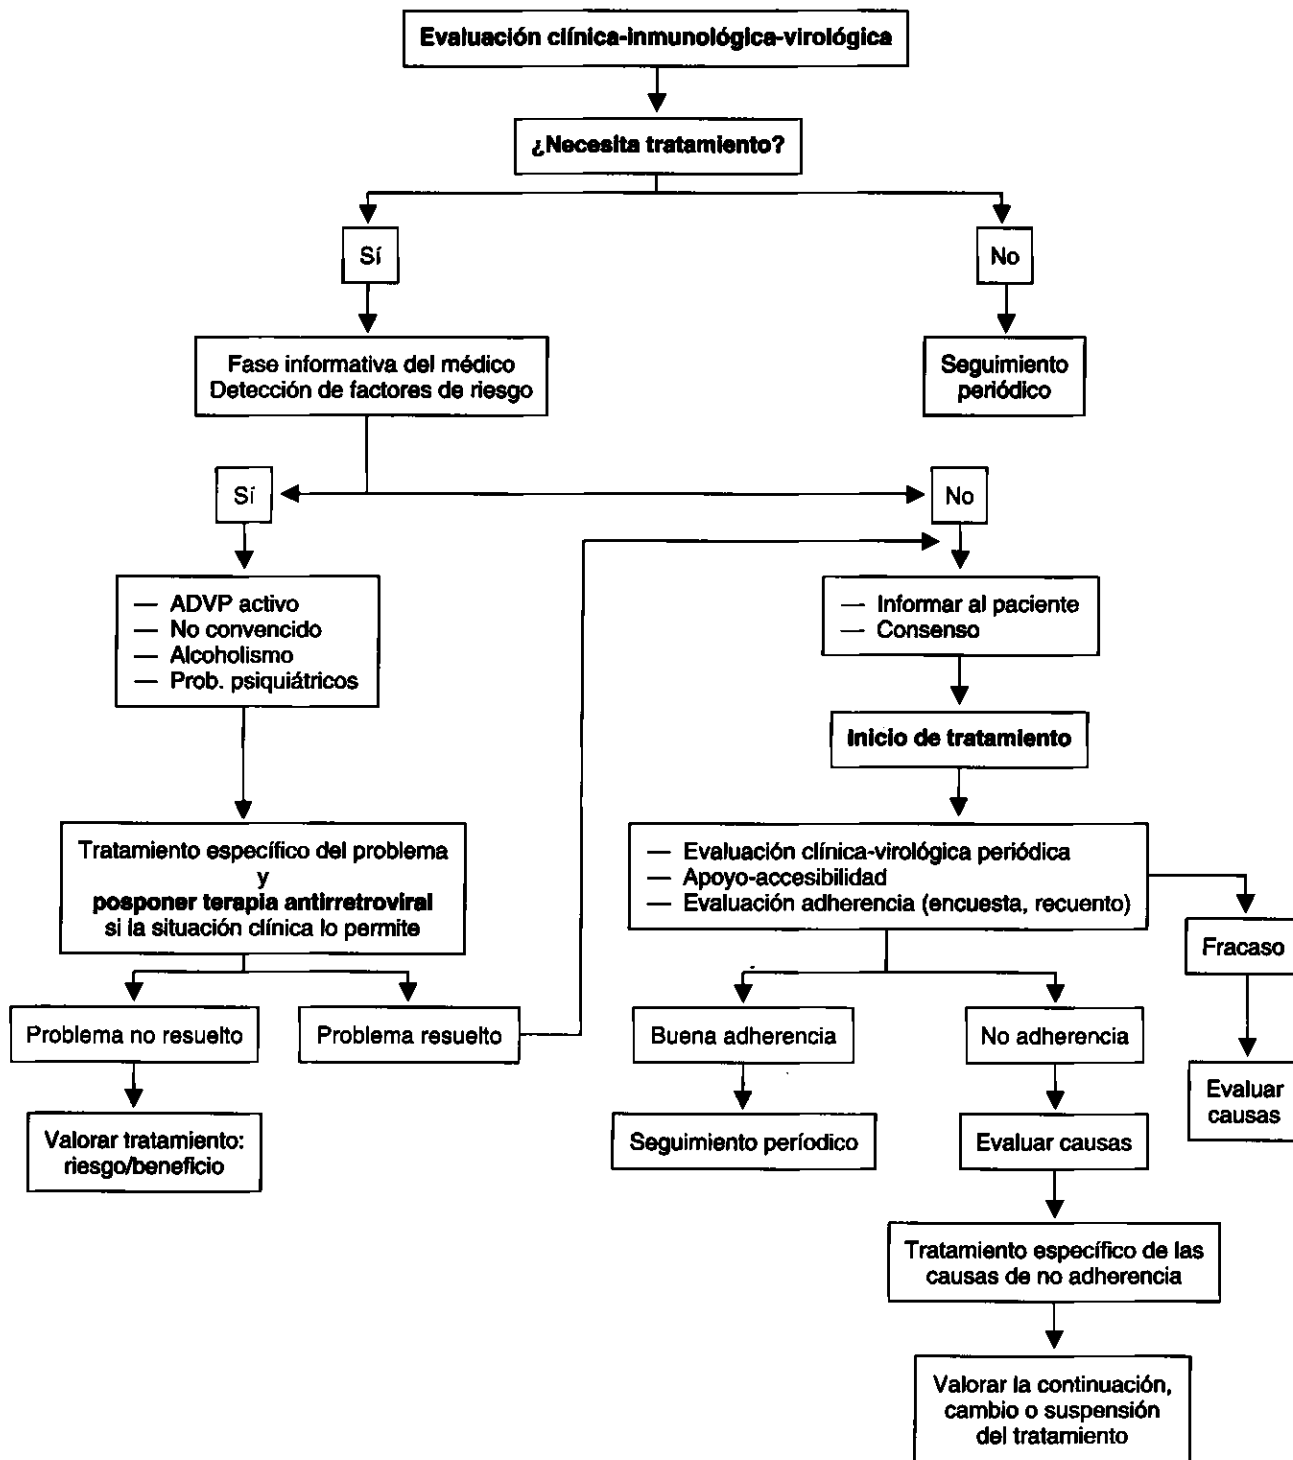 Evaluación clínica-inmunológica-virológica
¿Necesita tratamiento?
Sí
No
Fase informativa del médico
Detección de factores de riesgo
Seguimiento
periódico
Sí
No
— ADVP activo
— No convencido
— Alcoholismo
— Prob. psiquiátricos
— Informar al paciente
— Consenso
Inicio de tratamiento
Tratamiento específico del problema
y
posponer terapia antirretroviral
si la situación clínica lo permite
— Evaluación clínica-virológica periódica
— Apoyo-accesibilidad
— Evaluación adherencia (encuesta, recuento)
Fracaso
Problema no resuelto
Problema resuelto
Buena adherencia
No adherencia
Evaluar
causas
Valorar tratamiento:
riesgo/beneficio
Seguimiento períodico
Evaluar causas
Tratamiento específico de las
causas de no adherencia
Valorar la continuación,
cambio o suspensión
del tratamiento